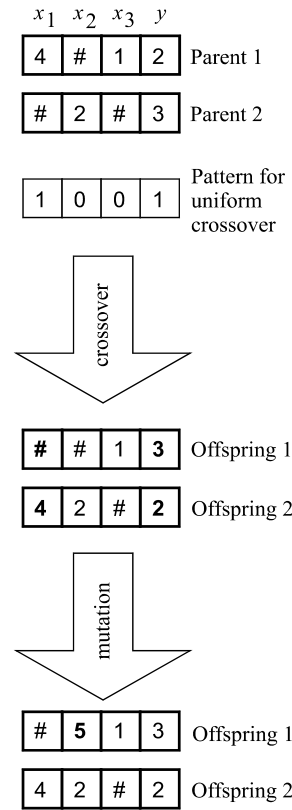 x1 x2 x3 y
4 # 1 2 Parent 1
# 2 # 3 Parent 2
1 0 0 1 Pattern for
uniform
crossover
crossover
# # 1 3 Offspring 1
4 2 # 2 Offspring 2
mutation
# 5 1 3 Offspring 1
4 2 # 2 Offspring 2